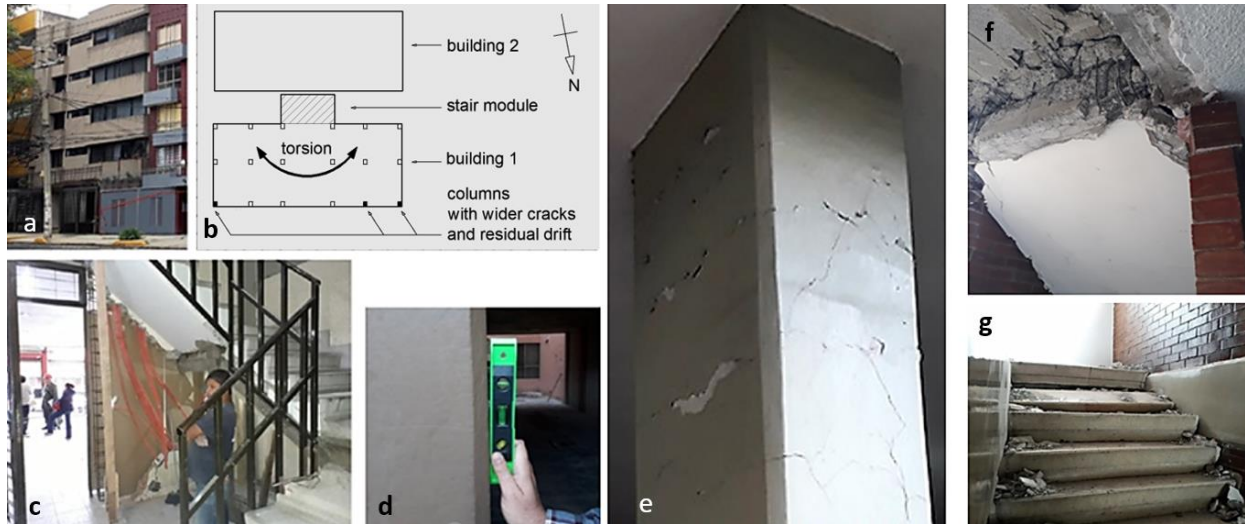 a
b
building 2
N
stair module
torsion
building 1
columns
with wider cracks
and residual drift
c
d
e
f
g